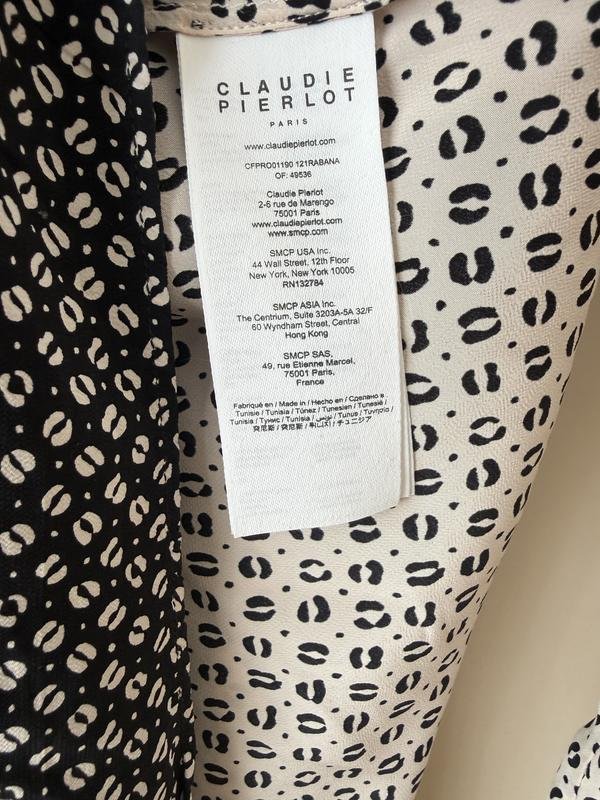 CLAUDIE
PIERLOT
PARIS
www.claudiepierlot.com
CFPRO01190 121RABANA
OF: 49536
Claudie Pierlot
2-6 rue de Marengo
75001 Paris
www.claudiepierlot.com
www.smcp.com
SMCP USA Inc.
44 Wall Street, 12th Floor
New York, New York 10005
RN132784
SMCP ASIA Inc.
The Centrium, Suite 3203A-5A 32/F
60 Wyndham Street, Central
Hong Kong
SMCP SAS,
49, rue Etienne Marcel,
75001 Paris,
France
Fabriqué en / Made in / Hecho en / Сделано в
Tunisie / Tunisia / Túnez / Tunesien / Tunesië /
Tunísia / Тунис / Tunisia / تونس / Tunus / Τυνησία /
突尼斯 / 突尼斯 / 튀니지 / チュニジア